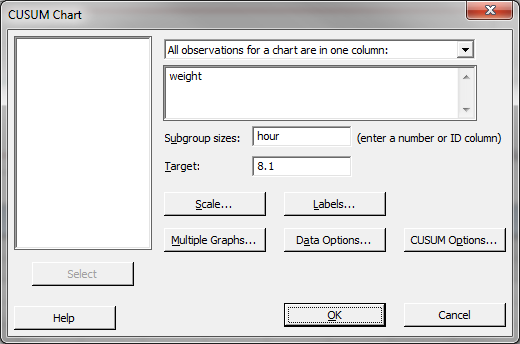 CUSUM Chart
All observations for a chart are in one column:
weight
Subgroup sizes: hour (enter a number or ID column)
Target: 8.1
Scale... Labels...
Multiple Graphs... Data Options... CUSUM Options...
Select
Help OK Cancel